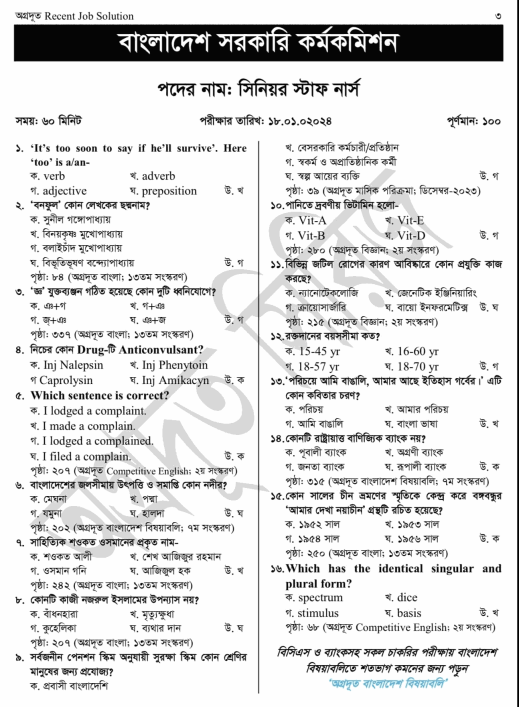 অগ্রদূত Recent Job Solution
৩
বাংলাদেশ সরকারি কর্মকমিশন
পদের নাম: সিনিয়র স্টাফ নার্স
সময়: ৬০ মিনিট
পরীক্ষার তারিখ: ১৮.০১.০২০২৪
পূর্ণমান: ১০০
১. ‘It's too soon to say if he'll survive’. Here
‘too’ is a/an-
ক. verb খ. adverb
গ. adjective ঘ. preposition উ. খ
২. ‘বনফুল’ কোন লেখকের ছদ্মনাম?
ক. সুনীল গঙ্গোপাধ্যায়
খ. বিনয়কৃষ্ণ মুখোপাধ্যায়
গ. বলাইচাঁদ মুখোপাধ্যায়
ঘ. বিভূতিভূষণ বন্দ্যোপাধ্যায় উ. গ
পৃষ্ঠা: ৮৪ (অগ্রদূত বাংলা; ১৩তম সংস্করণ)
৩. ‘জ্ঞ’ যুক্তব্যঞ্জন গঠিত হয়েছে কোন দুটি ধ্বনিযোগে?
ক. ঞ+গ খ. গ+ঞ
গ. জ্+ঞ ঘ. ঞ+জ উ. গ
পৃষ্ঠা: ৩৩৭ (অগ্রদূত বাংলা; ১৩তম সংস্করণ)
৪. নিচের কোন Drug-টি Anticonvulsant?
ক. Inj Nalepsin খ. Inj Phenytoin
গ Caprolysin ঘ. Inj Amikacyn উ. ক
৫. Which sentence is correct?
ক. I lodged a complaint.
খ. I made a complain.
গ. I lodged a complained.
ঘ. I filed a complain. উ. ক
পৃষ্ঠা: ২০৭ (অগ্রদূত Competitive English; ২য় সংস্করণ)
৬. বাংলাদেশের জলসীমায় উৎপত্তি ও সমাপ্তি কোন নদীর?
ক. মেঘনা খ. পদ্মা
গ. যমুনা ঘ. হালদা উ. ঘ
পৃষ্ঠা: ২০২ (অগ্রদূত বাংলাদেশ বিষয়াবলি; ৭ম সংস্করণ)
৭. সাহিত্যিক শওকত ওসমানের প্রকৃত নাম-
ক. শওকত আলী খ. শেখ আজিজুর রহমান
গ. ওসমান গনি ঘ. আজিজুল হক উ. খ
পৃষ্ঠা: ২৪২ (অগ্রদূত বাংলা; ১৩তম সংস্করণ)
৮. কোনটি কাজী নজরুল ইসলামের উপন্যাস নয়?
ক. বাঁধনহারা খ. মৃত্যুক্ষুধা
গ. কুহেলিকা ঘ. ব্যথার দান উ. ঘ
পৃষ্ঠা: ২০৭ (অগ্রদূত বাংলা; ১৩তম সংস্করণ)
৯. সর্বজনীন পেনশন স্কিম অনুযায়ী সুরক্ষা স্কিম কোন শ্রেণির
মানুষের জন্য প্রযোজ্য?
ক. প্রবাসী বাংলাদেশি
খ. বেসরকারি কর্মচারী/প্রতিষ্ঠান
গ. স্বকর্ম ও অপ্রাতিষ্ঠানিক কর্মী
ঘ. স্বল্প আয়ের ব্যক্তি উ. গ
পৃষ্ঠা: ৩৯ (অগ্রদূত মাসিক পরিক্রমা; ডিসেম্বর-২০২৩)
১০. পানিতে দ্রবণীয় ভিটামিন হলো-
ক. Vit-A খ. Vit-E
গ. Vit-B ঘ. Vit-D উ. গ
পৃষ্ঠা: ২৮০ (অগ্রদূত বিজ্ঞান; ২য় সংস্করণ)
১১. বিভিন্ন জটিল রোগের কারণ আবিষ্কারে কোন প্রযুক্তি কাজ
করছে?
ক. ন্যানোটেকলোজি খ. জেনেটিক ইঞ্জিনিয়ারিং
গ. ক্রায়োসার্জারি ঘ. বায়ো ইনফরমেটিক্স উ. ঘ
পৃষ্ঠা: ২১৫ (অগ্রদূত বিজ্ঞান; ২য় সংস্করণ)
১২. রক্তদানের বয়সসীমা কত?
ক. 15-45 yr খ. 16-60 yr
গ. 18-57 yr ঘ. 18-70 yr উ. গ
১৩. ‘পরিচয়ে আমি বাঙালি, আমার আছে ইতিহাস গর্বের।’ এটি
কোন কবিতার চরণ?
ক. পরিচয় খ. আমার পরিচয়
গ. আমি বাঙালি ঘ. বাংলা ভাষা উ. খ
১৪. কোনটি রাষ্ট্রায়াত্ত বাণিজ্যিক ব্যাংক নয়?
ক. পূবালী ব্যাংক খ. অগ্রণী ব্যাংক
গ. জনতা ব্যাংক ঘ. রূপালী ব্যাংক উ. ক
পৃষ্ঠা: ৩১৫ (অগ্রদূত বাংলাদেশ বিষয়াবলি; ৭ম সংস্করণ)
১৫. কোন সালের চীন ভ্রমণের স্মৃতিকে কেন্দ্র করে বঙ্গবন্ধুর
‘আমার দেখা নয়াচীন’ গ্রন্থটি রচিত হয়েছে?
ক. ১৯৫২ সাল খ. ১৯৫৩ সাল
গ. ১৯৫৪ সাল ঘ. ১৯৫৬ সাল উ. ক
পৃষ্ঠা: ২৫০ (অগ্রদূত বাংলা; ১৩তম সংস্করণ)
১৬. Which has the identical singular and
plural form?
ক. spectrum খ. dice
গ. stimulus ঘ. basis উ. খ
পৃষ্ঠা: ৬৮ (অগ্রদূত Competitive English; ২য় সংস্করণ)
বিসিএস ও ব্যাংকসহ সকল চাকরির পরীক্ষায় বাংলাদেশ
বিষয়াবলিতে শতভাগ কমনের জন্য পড়ুন
‘অগ্রদূত বাংলাদেশ বিষয়াবলি’